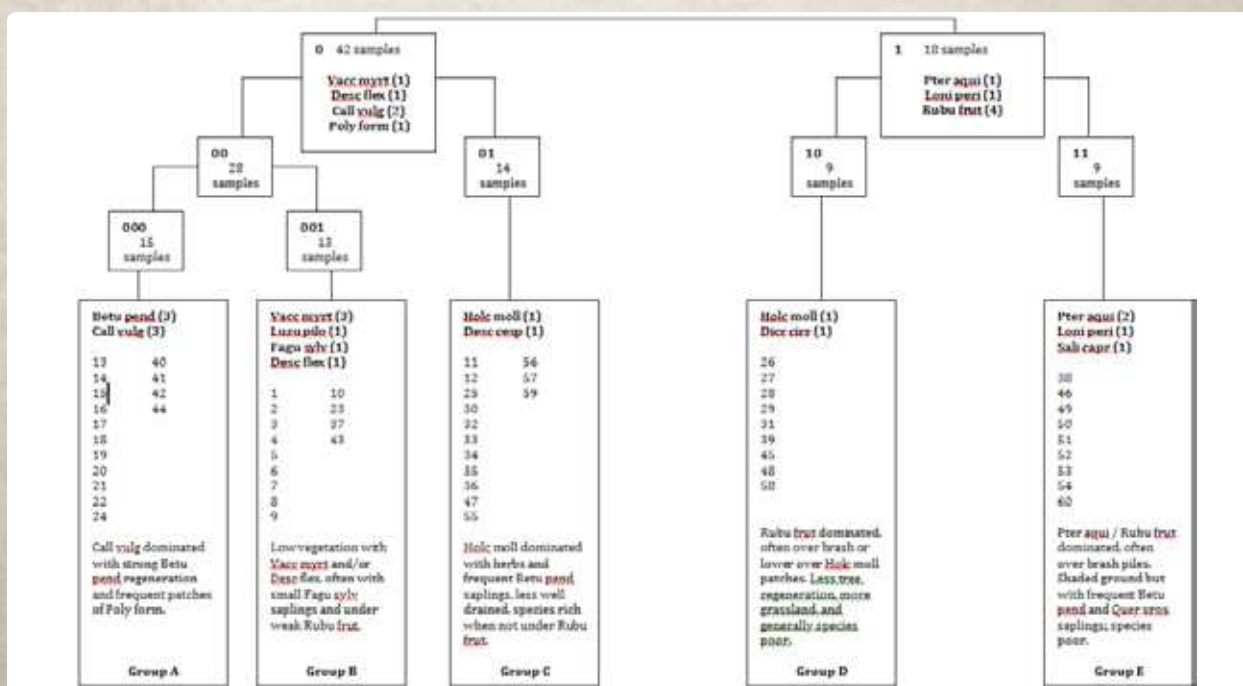 0 42 samples
Vacc myrt (1)
Desc flex (1)
Call vulg (2)
Poly form (1)
1 18 samples
Pter aqui (1)
Loni peri (1)
Rubu frut (4)
00
28
samples
01
14
samples
10
9
samples
11
9
samples
000
15
samples
001
13
samples
Betu pend (3)
Call vulg (3)
13 40
14 41
15 42
16 44
17
18
19
20
21
22
24
Call vulg dominated
with strong Betu
pend regeneration
and frequent patches
of Poly form.
Group A
Vacc myrt (3)
Luzu pilo (1)
Fagu sylv (1)
Desc flex (1)
1 10
2 23
3 37
4 43
5
6
7
8
9
Low vegetation with
Vacc myrt and/or
Desc flex, often with
small Fagu sylv
saplings and under
weak Rubu frut.
Group B
Holc moll (1)
Desc cesp (1)
11 56
12 57
25 59
30
32
33
34
35
36
47
55
Holc moll dominated
with herbs and
frequent Betu pend
saplings, less well
drained, species rich
when not under Rubu
frut.
Group C
Holc moll (1)
Dicr cirr (1)
26
27
28
29
31
39
45
48
58
Rubu frut dominated,
often over brash or
lower over Holc moll
patches. Less tree
regeneration, more
grassland, and
generally species
poor.
Group D
Pter aqui (2)
Loni peri (1)
Sali capr (1)
38
46
49
50
51
52
53
54
60
Pter aqui / Rubu frut
dominated, often
over brash piles.
Shaded ground but
with frequent Betu
pend and Quer
saplings; species
poor.
Group E